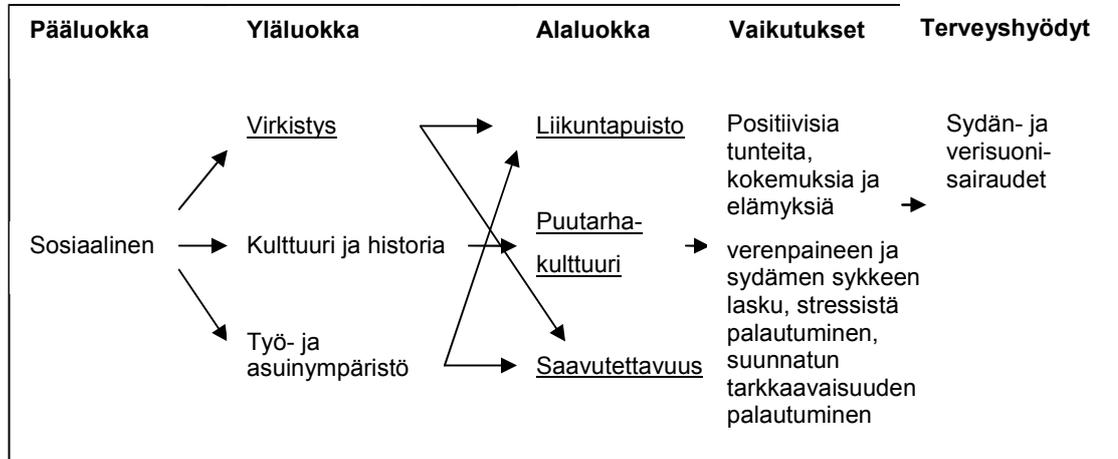 Pääluokka Yläluokka Alaluokka Vaikutukset Terveyshyödyt
Virkistys
Liikuntapuisto
Positiivisia
tunteita,
kokemuksia ja
elämyksiä
Sydän- ja
verisuoni-
sairaudet
Sosiaalinen
Kulttuuri ja historia
Puutarha-
kulttuuri
verenpaineen ja
sydämen sykkeen
lasku, stressistä
palautuminen,
suunnatun
tarkkaavaisuuden
palautuminen
Työ- ja
asuinympäristö
Saavutettavuus